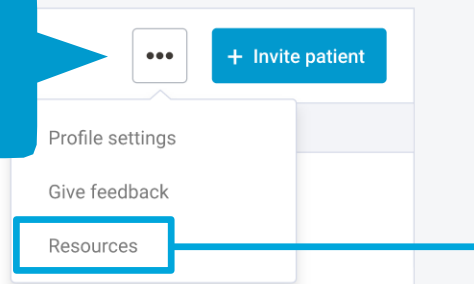 + Invite patient
Profile settings
Give feedback
Resources